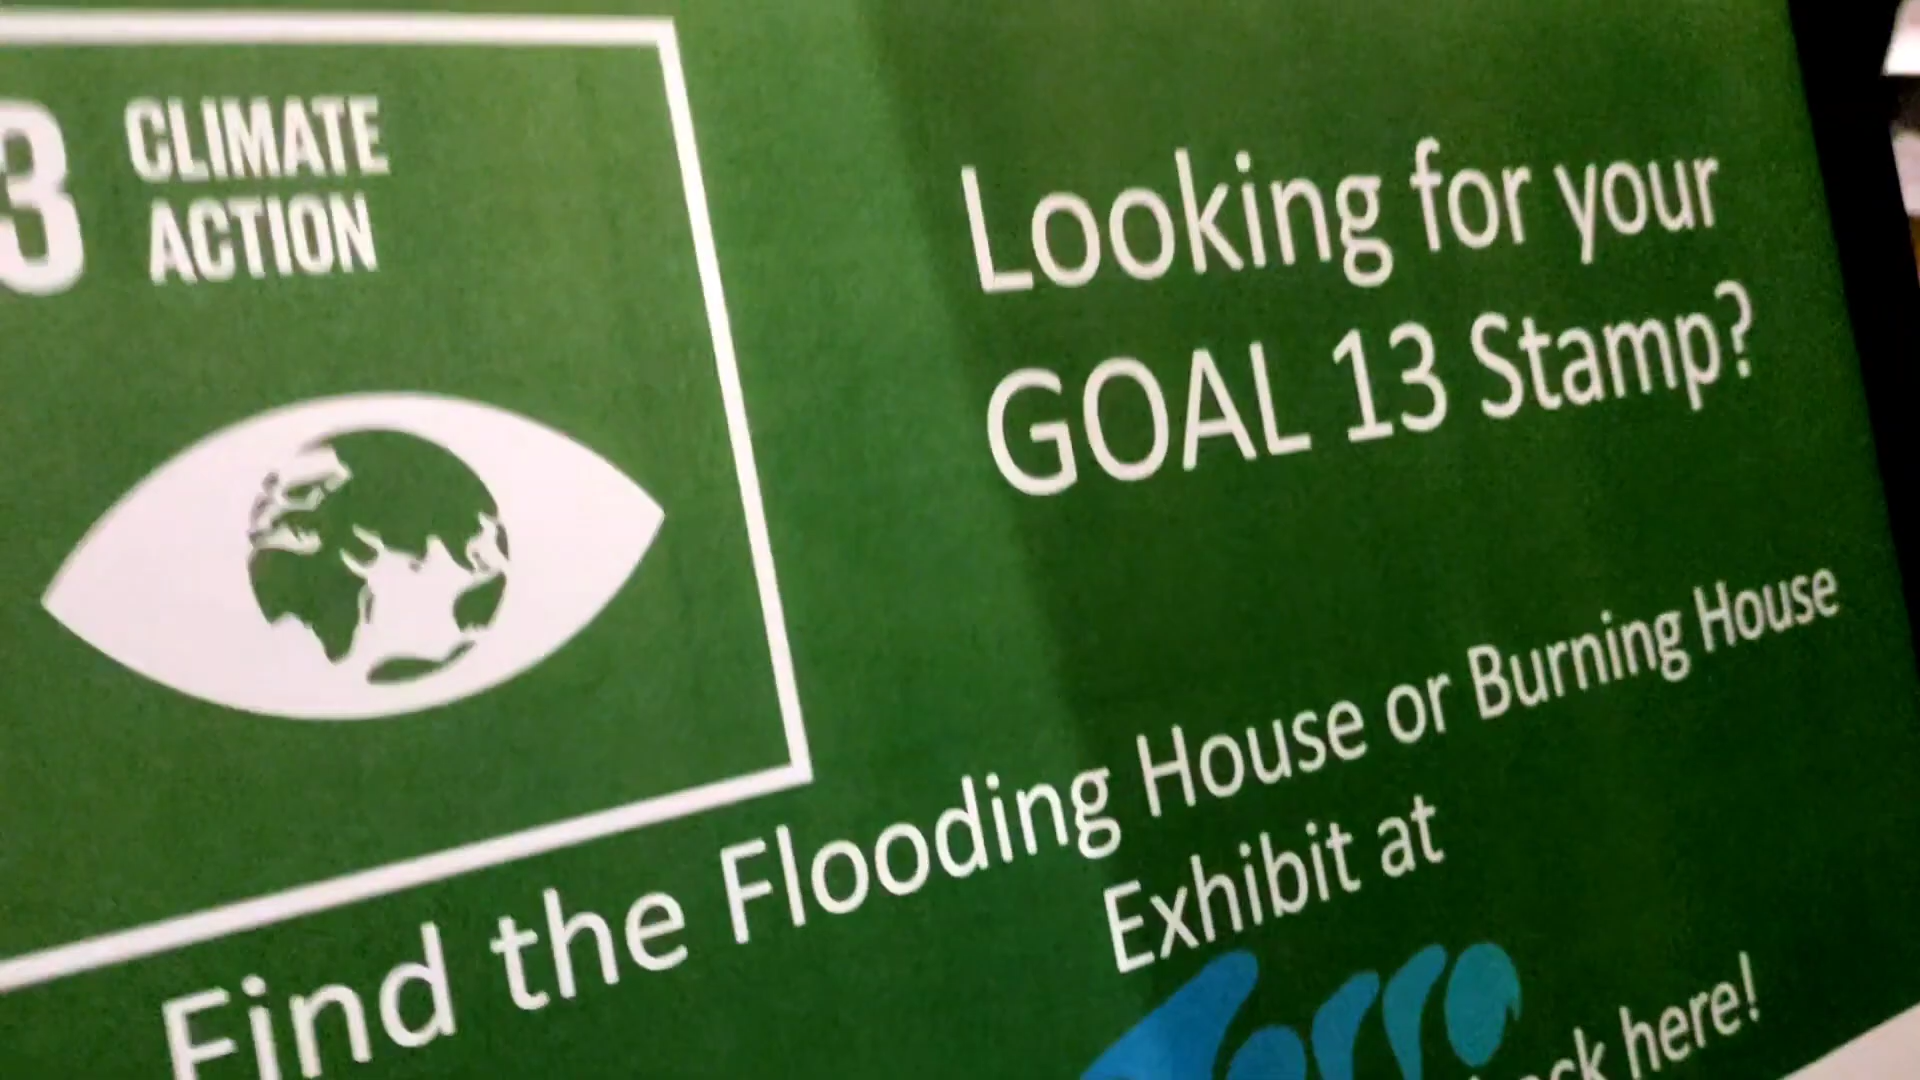 3 CLIMATE
ACTION
Looking for your
GOAL 13 Stamp?
Find the Flooding House or Burning House
Exhibit at
here!